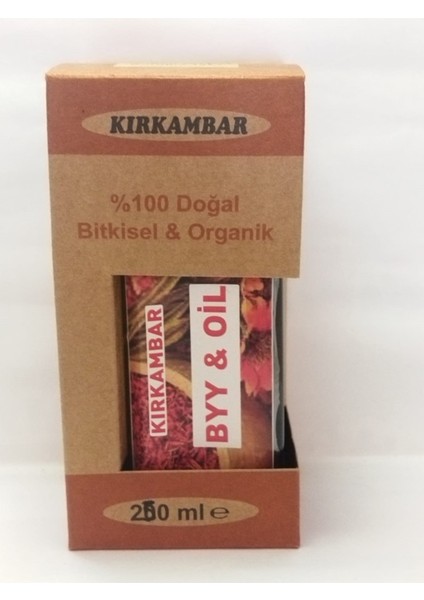 KIRKAMBAR
%100 Doğal
Bitkisel & Organik
KIRKAMBAR
BYY & OİL
ml ℮